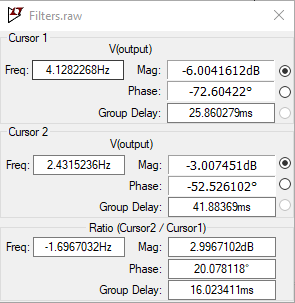 Filters.raw
Cursor 1
V(output)
Freq: 4.1282268Hz Mag: -6.0041612dB
Phase: -72.60422°
Group Delay: 25.860279ms
Cursor 2
V(output)
Freq: 2.4315236Hz Mag: -3.007451dB
Phase: -52.526102°
Group Delay: 41.88369ms
Ratio (Cursor2 / Cursor1)
Freq: -1.6967032Hz Mag: 2.9967102dB
Phase: 20.078118°
Group Delay: 16.023411ms